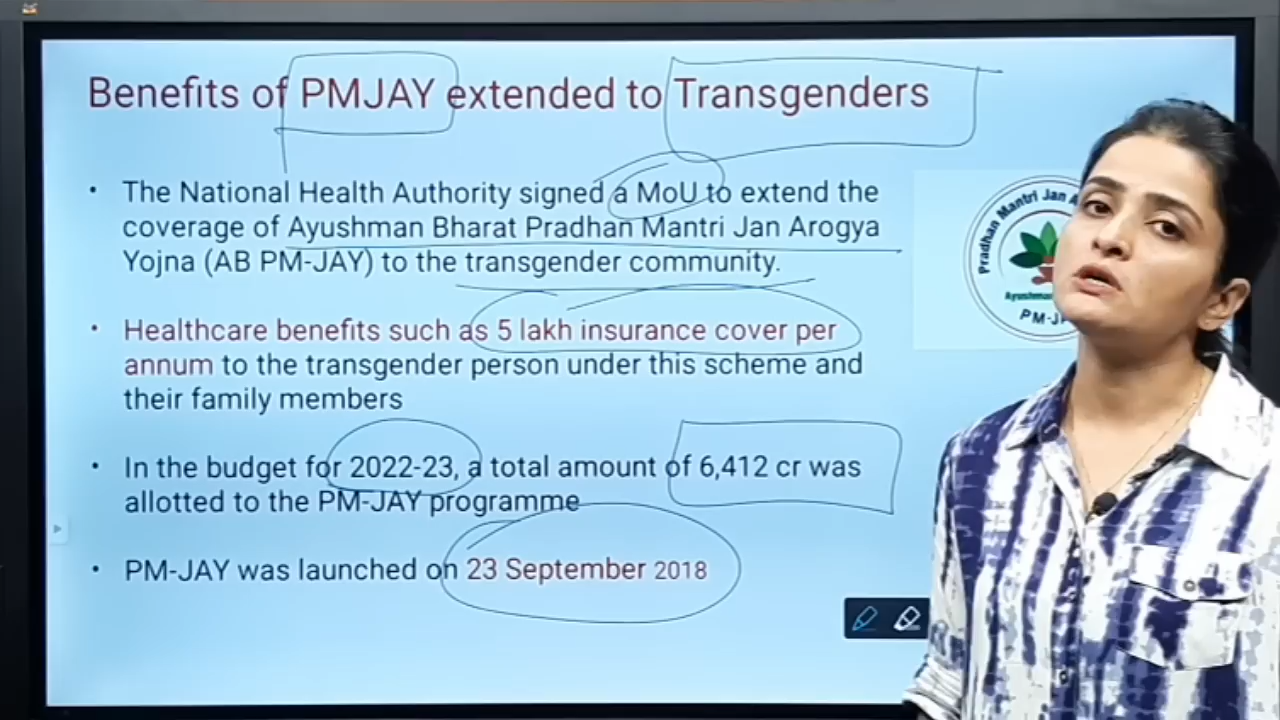 Benefits of PMJAY extended to Transgenders
• The National Health Authority signed a MoU to extend the
coverage of Ayushman Bharat Pradhan Mantri Jan Arogya
Yojna (AB PM-JAY) to the transgender community.
• Healthcare benefits such as 5 lakh insurance cover per
annum to the transgender person under this scheme and
their family members
• In the budget for 2022-23, a total amount of 6,412 cr was
allotted to the PM-JAY programme
• PM-JAY was launched on 23 September 2018
Pradhan Mantri Jan